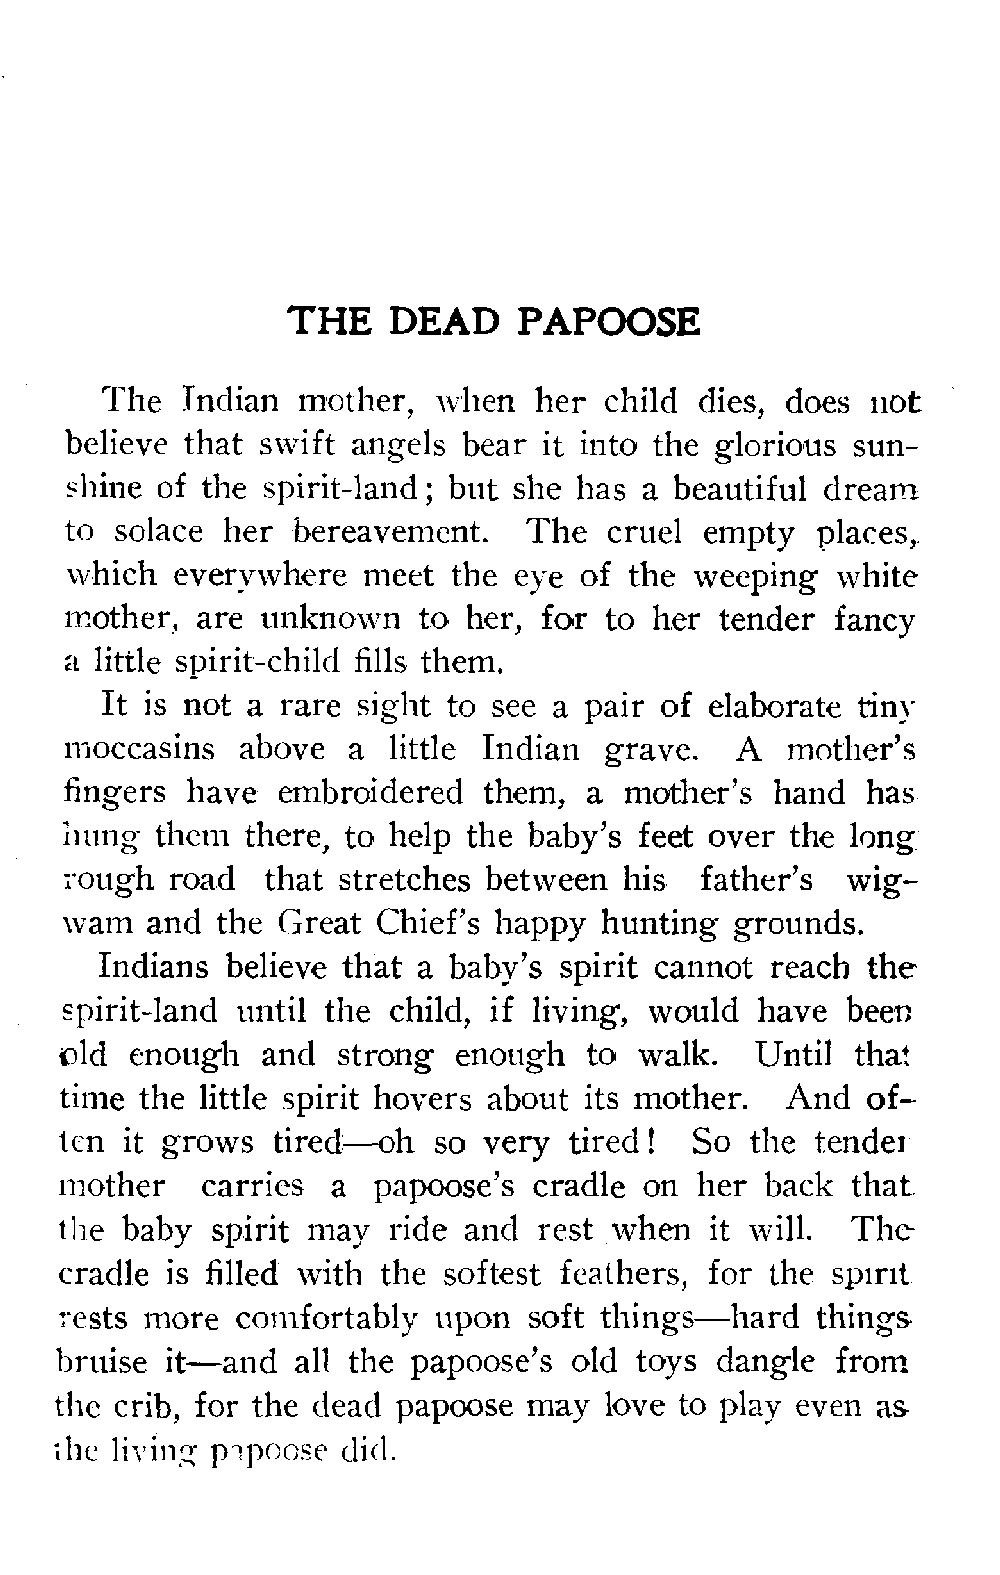 THE DEAD PAPOOSE
The Indian mother, when her child dies, does not
believe that swift angels bear it into the glorious sun-
shine of the spirit-land; but she has a beautiful dream
to solace her bereavement. The cruel empty places,
which everywhere meet the eye of the weeping white
mother, are unknown to her, for to her tender fancy
a little spirit-child fills them.
It is not a rare sight to see a pair of elaborate tiny
moccasins above a little Indian grave. A mother's
fingers have embroidered them, a mother's hand has
hung them there, to help the baby's feet over the long
rough road that stretches between his father's wig-
wam and the Great Chief's happy hunting grounds.
Indians believe that a baby's spirit cannot reach the
spirit-land until the child, if living, would have been
old enough and strong enough to walk. Until that
time the little spirit hovers about its mother. And of-
ten it grows tired—oh so very tired! So the tender
mother carries a papoose's cradle on her back that
the baby spirit may ride and rest when it will. The
cradle is filled with the softest feathers, for the spirit
rests more comfortably upon soft things—hard things
bruise it—and all the papoose's old toys dangle from
the crib, for the dead papoose may love to play even as
the living papoose did.